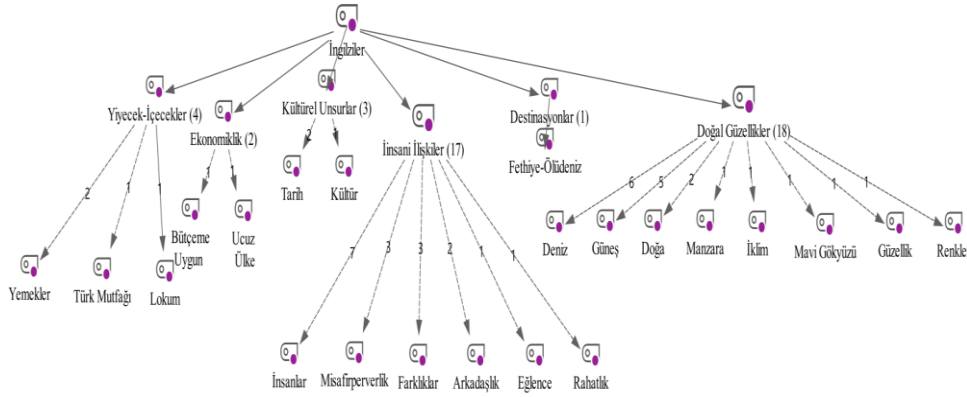 İngilziler
Yiyecek-İçecekler (4)
Ekonomiklik (2)
Kültürel Unsurlar (3)
İinsani İlişkiler (17)
Destinasyonlar (1)
Doğal Güzellikler (18)
2
1
1
1
1
2
1
7
3
3
2
1
1
6
5
2
1
1
1
1
1
Yemekler
Türk Mutfağı
Lokum
Bütçeme
Uygun
Ucuz
Ülke
Tarih
Kültür
Fethiye-Ölüdeniz
Deniz
Güneş
Doğa
Manzara
İklim
Mavi Gökyüzü
Güzellik
Renkle
İnsanlar
Misafirperverlik
Farklıklar
Arkadaşlık
Eğlence
Rahatlık